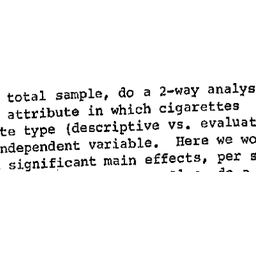 total sample, do a 2-way analys
attribute in which cigarettes
te type (descriptive vs. evaluat
ndependent variable. Here we wo
significant main effects, per s